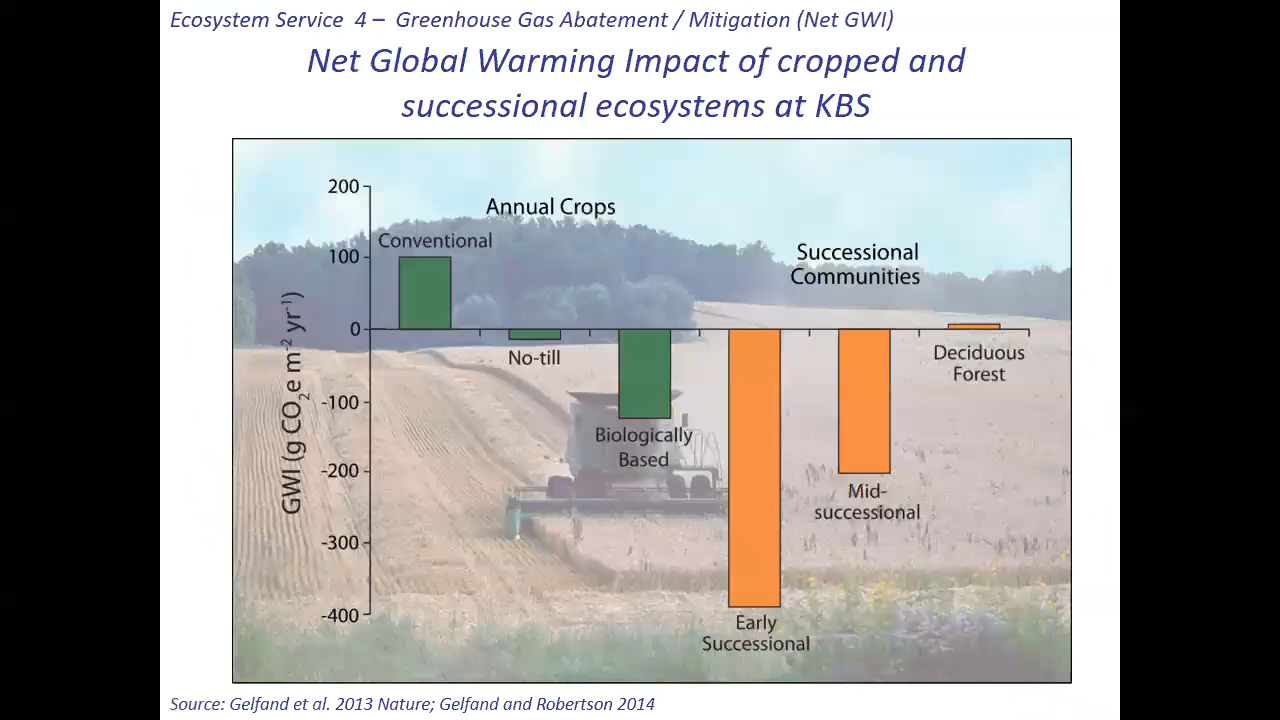 Ecosystem Service 4 – Greenhouse Gas Abatement / Mitigation (Net GWI)
Net Global Warming Impact of cropped and
successional ecosystems at KBS
200
100
0
-100
-200
-300
-400
GWI (g CO2e m-2 yr-1)
Annual Crops
Conventional
No-till
Biologically
Based
Successional
Communities
Early
Successional
Mid-
successional
Deciduous
Forest
Source: Gelfand et al. 2013 Nature; Gelfand and Robertson 2014